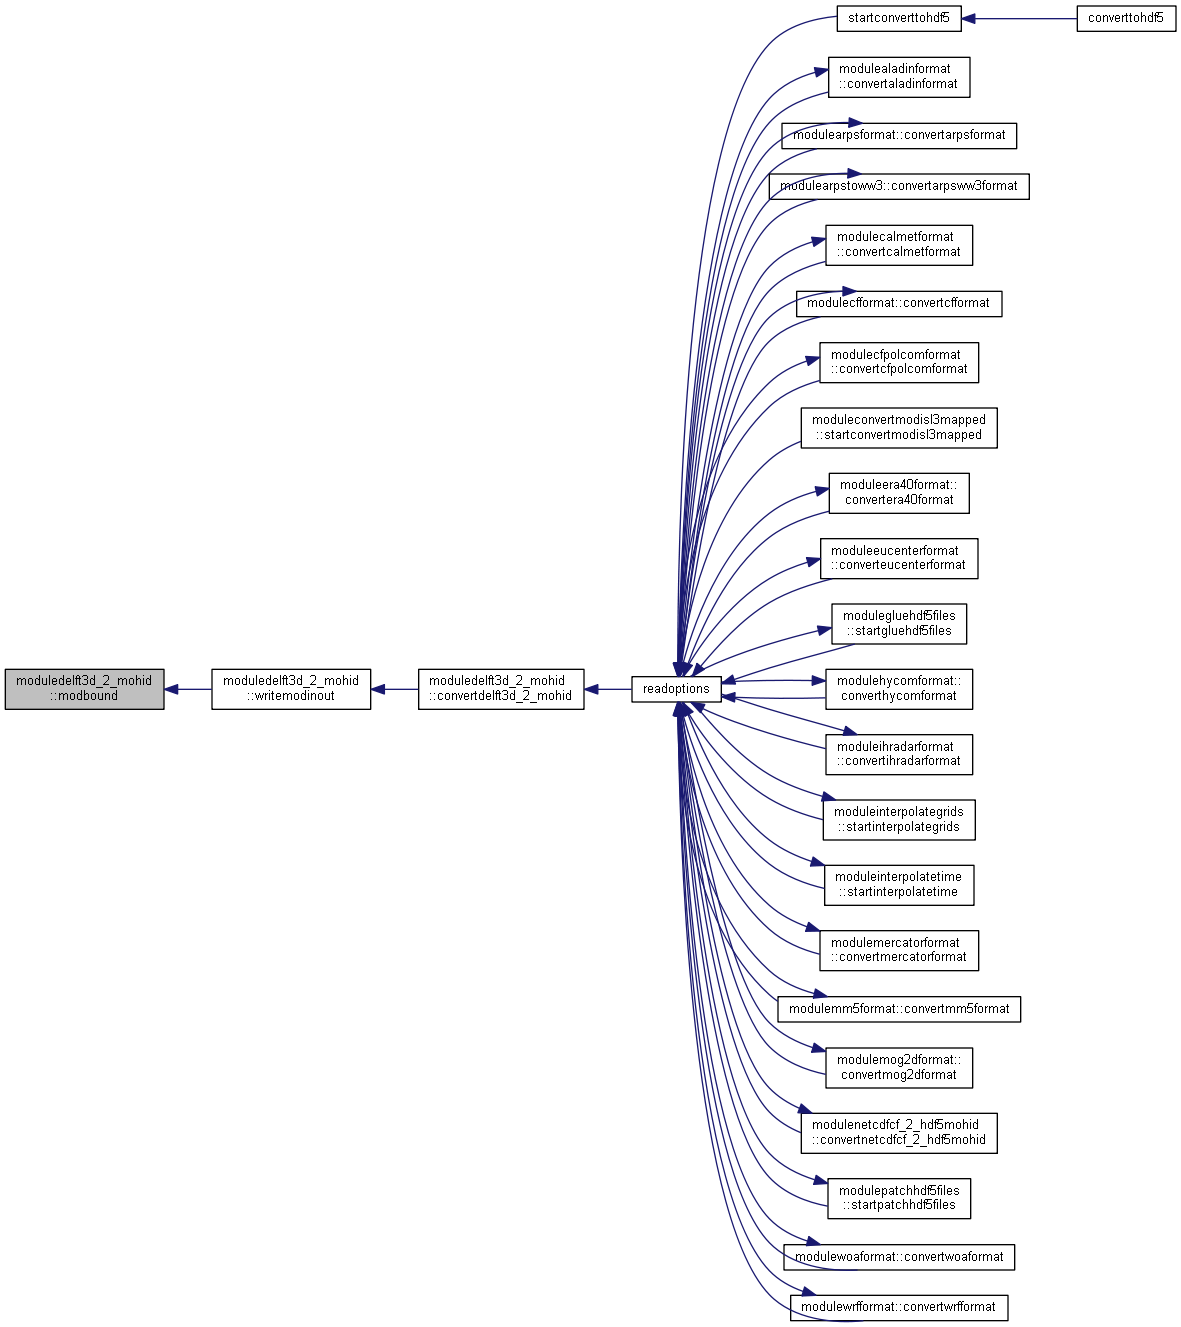 startconverttohdf5
converttohdf5
modulealadinformat
::convertaladinformat
modulearpsformat::convertarpsformat
modulearpstoww3::convertarpsww3format
modulecalmetformat
::convertcalmetformat
modulecfformat::convertcfformat
modulecfpolcomformat
::convertcfpolcomformat
moduleconvertmodisl3mapped
::startconvertmodisl3mapped
moduleera40format::
convertera40format
moduleeucenterformat
::converteucenterformat
modulegluehdf5files
::startgluehdf5files
moduledelft3d_2_mohid
::modbound
moduledelft3d_2_mohid
::writemodinout
moduledelft3d_2_mohid
::convertdelft3d_2_mohid
readoptions
modulehycomformat::
converthycomformat
moduleihradarformat
::convertihradarformat
moduleinterpolategrids
::startinterpolategrids
moduleinterpolatetime
::startinterpolatetime
modulemercatorformat
::convertmercatorformat
modulemm5format::convertmm5format
modulemog2dformat::
convertmog2dformat
modulenetcdfcf_2_hdf5mohid
::convertnetcdfcf_2_hdf5mohid
modulepatchhdf5files
::startpatchhdf5files
modulewoaformat::convertwoaformat
modulewrfformat::convertwrfformat